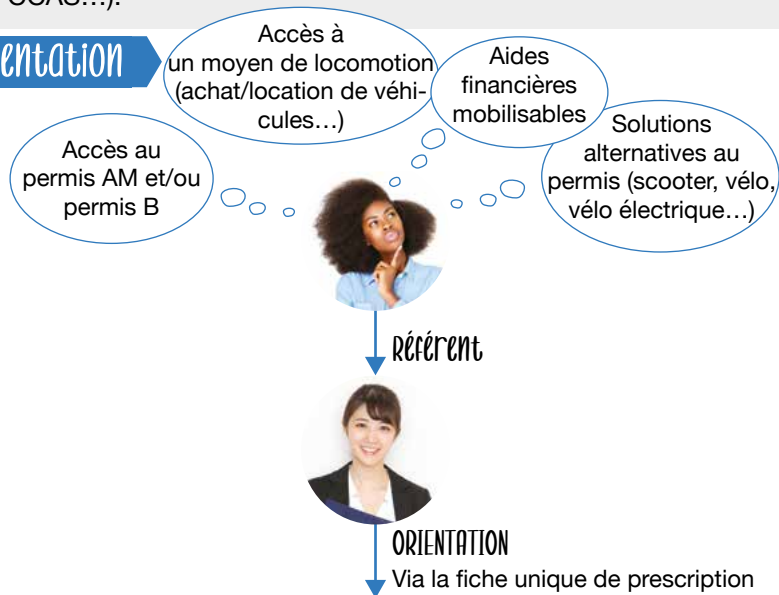 CCAS…).
entation
Accès à
un moyen de locomotion
(achat/location de véhi-
cules…)
Aides
financières
mobilisables
Solutions
alternatives au
permis (scooter, vélo,
vélo électrique…)
Accès au
permis AM et/ou
permis B
Référent
ORIENTATION
Via la fiche unique de prescription